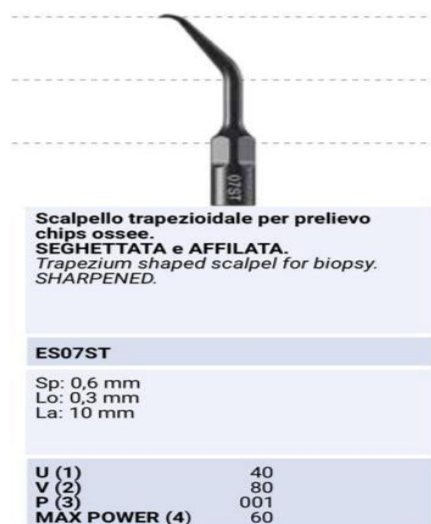 07ST
Scalpello trapezioidale per prelievo
chips ossee.
SEGHETTATA e AFFILATA.
Trapezium shaped scalpel for biopsy.
SHARPENED.
ES07ST
Sp: 0,6 mm
Lo: 0,3 mm
La: 10 mm
U (1) 40
V (2) 80
P (3) 001
MAX POWER (4) 60